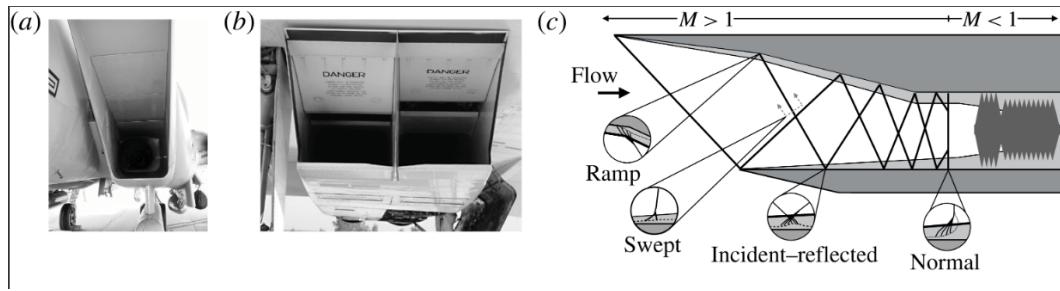 (a)
(b)
DANGER
DANGER
(c)
M > 1
M < 1
Flow
Ramp
Swept
Incident–reflected
Normal